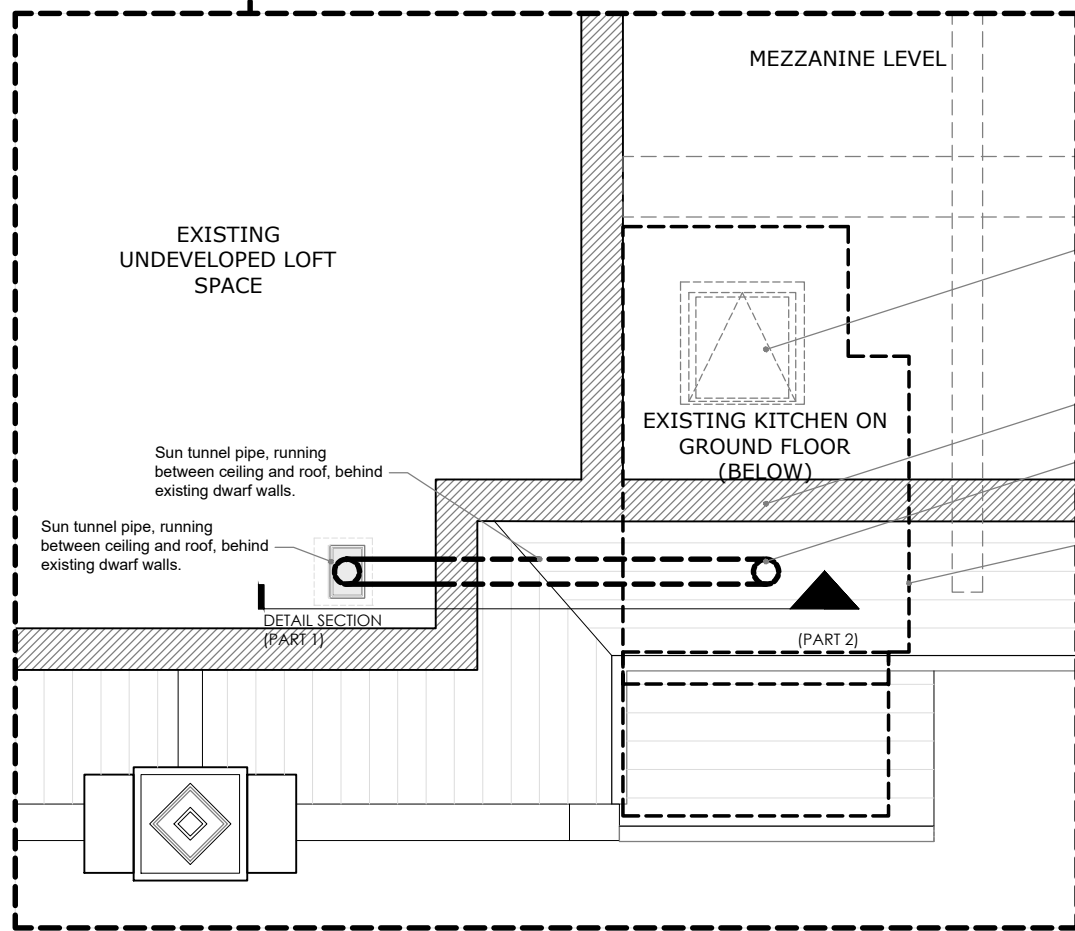 MEZZANINE LEVEL
EXISTING
UNDEVELOPED LOFT
SPACE
EXISTING KITCHEN ON
GROUND FLOOR
(BELOW)
Sun tunnel pipe, running
between ceiling and roof, behind
existing dwarf walls.
Sun tunnel pipe, running
between ceiling and roof, behind
existing dwarf walls.
DETAIL SECTION
(PART 1)
(PART 2)